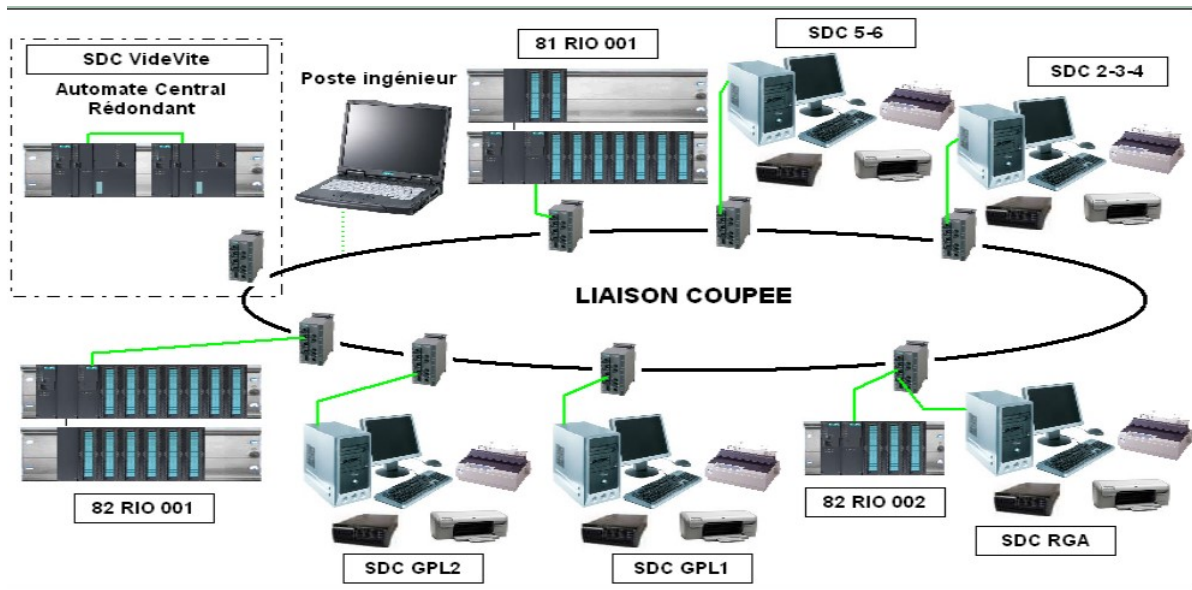 SDC VideVite
Automate Central
Rédondant
Poste ingénieur
81 RIO 001
SDC 5-6
SDC 2-3-4
LIAISON COUPEE
82 RIO 001
SDC GPL2
SDC GPL1
82 RIO 002
SDC RGA